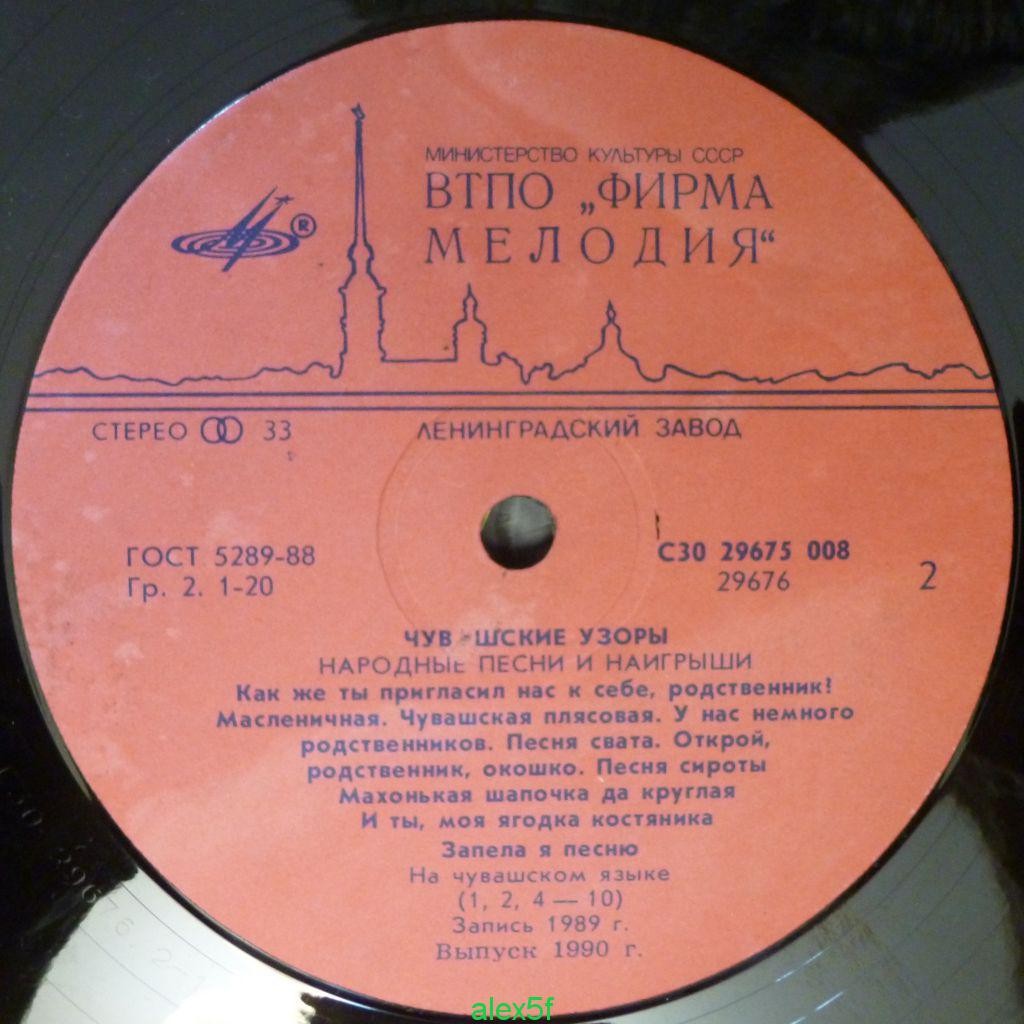 МИНИСТЕРСТВО КУЛЬТУРЫ СССР
ВТПО „ФИРМА
МЕЛОДИЯ“
®
СТЕРЕО 33
ЛЕНИНГРАДСКИЙ ЗАВОД
ГОСТ 5289-88
Гр. 2. 1-20
С30 29675 008
29676
2
ЧУВ ШСКИЕ УЗОРЫ
НАРОДНЫЕ ПЕСНИ И НАИГРЫШИ
Как же ты пригласил нас к себе, родственник!
Масленичная. Чувашская плясовая. У нас немного
родственников. Песня свата. Открой,
родственник, окошко. Песня сироты
Махонькая шапочка да круглая
И ты, моя ягодка костяника
Запела я песню
На чувашском языке
(1, 2, 4 — 10)
Запись 1989 г.
Выпуск 1990 г.
alex5f